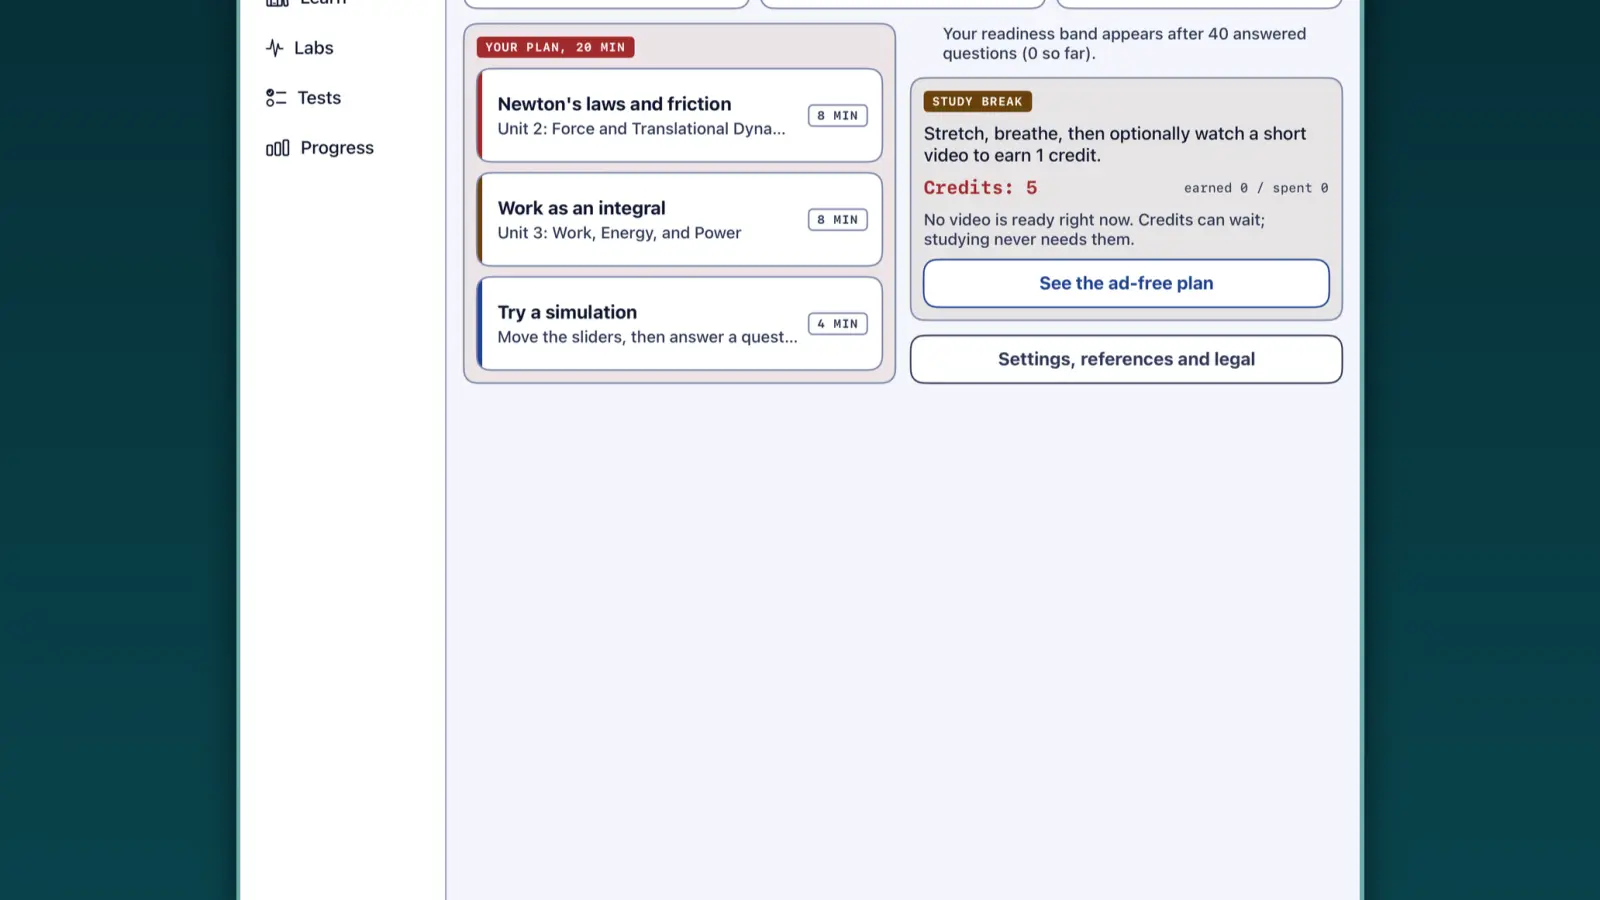 Learn
Labs
Tests
Progress
YOUR PLAN, 20 MIN
Newton's laws and friction
Unit 2: Force and Translational Dyna...
8 MIN
Work as an integral
Unit 3: Work, Energy, and Power
8 MIN
Try a simulation
Move the sliders, then answer a quest...
4 MIN
Your readiness band appears after 40 answered
questions (0 so far).
STUDY BREAK
Stretch, breathe, then optionally watch a short
video to earn 1 credit.
Credits: 5
earned 0 / spent 0
No video is ready right now. Credits can wait;
studying never needs them.
See the ad-free plan
Settings, references and legal